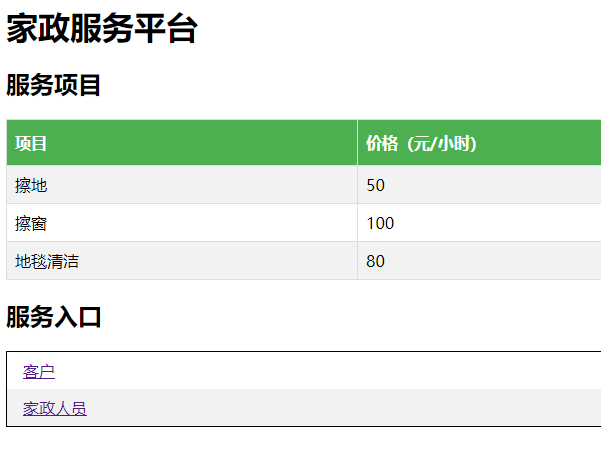 家政服务平台
服务项目
项目 价格（元/小时）
擦地 50
擦窗 100
地毯清洁 80
服务入口
客户
家政人员